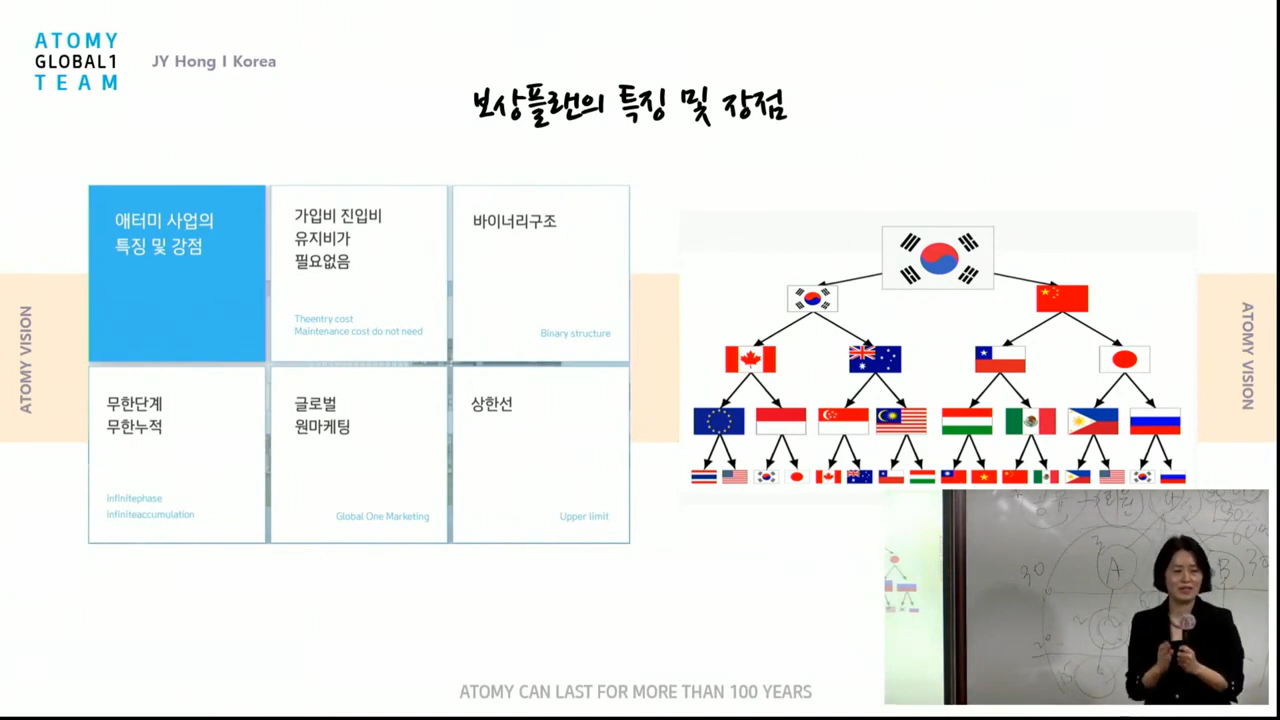 ATOMY
GLOBAL1
TEAM
JY Hong I Korea
보상플랜의 특징 및 장점
애터미 사업의
특징 및 강점
가입비 진입비
유지비가
필요없음
Theentry cost
Maintenance cost do not need
바이너리구조
Binary structure
무한단계
무한누적
infinitephase
infiniteaccumulation
글로벌
원마케팅
Global One Marketing
상한선
Upper limit
ATOMY VISION
ATOMY VISION
30
A
B
C
ATOMY CAN LAST FOR MORE THAN 100 YEARS